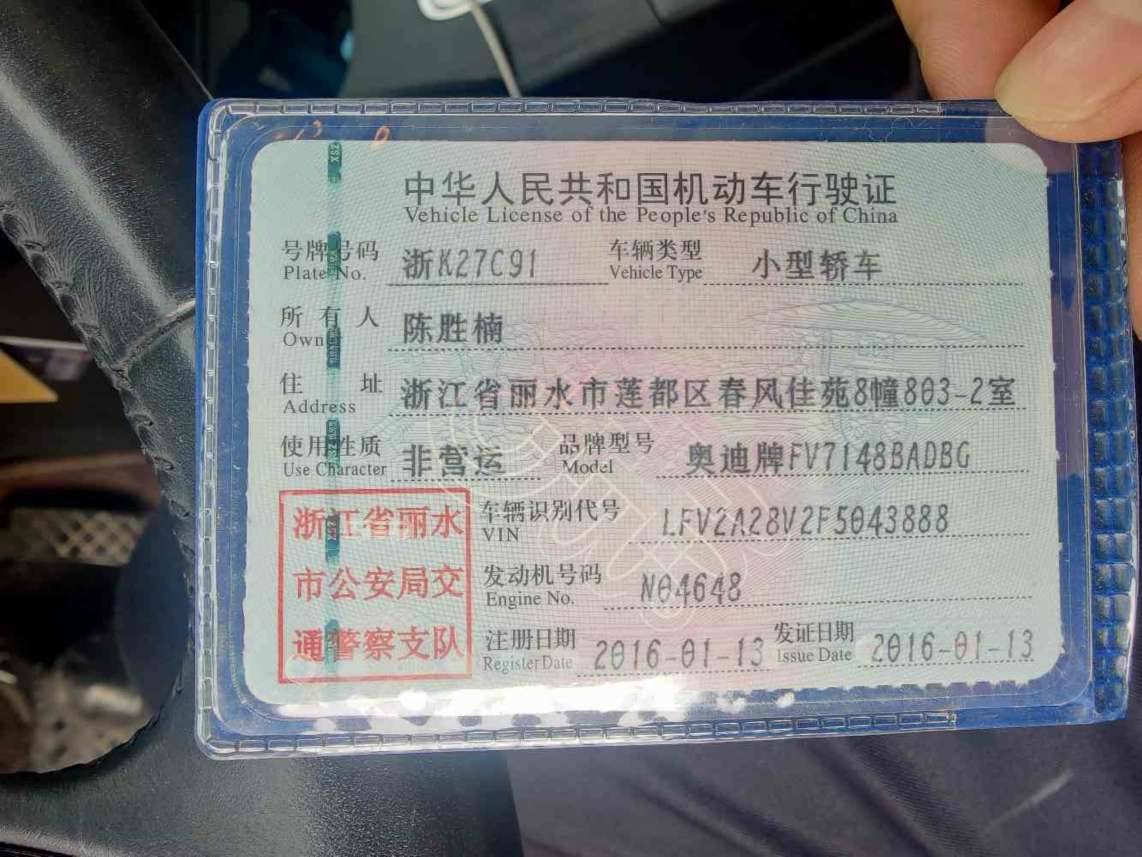 中华人民共和国机动车行驶证
Vehicle License of the People's Republic of China
号牌号码 浙K27C91 车辆类型 小型轿车
Plate No. Vehicle Type
所有人 陈胜楠
Owner
住址 浙江省丽水市莲都区春风佳苑8幢803-2室
Address
使用性质 非营运 品牌型号 奥迪牌FV7148BADBG
Use Character Model
浙江省丽水 车辆识别代号 LFV2A28V2F5043888
VIN
市公安局交 发动机号码 N04648
Engine No.
通警察支队 注册日期 2016-01-13 发证日期 2016-01-13
Register Date Issue Date